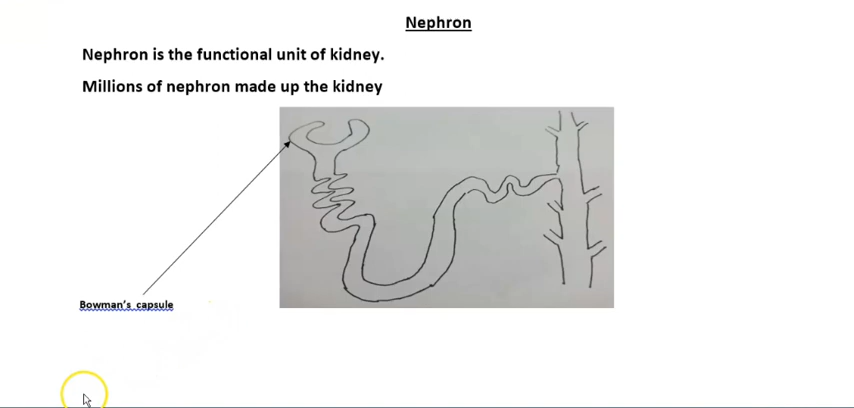 Nephron
Nephron is the functional unit of kidney.
Millions of nephron made up the kidney
Bowman's capsule